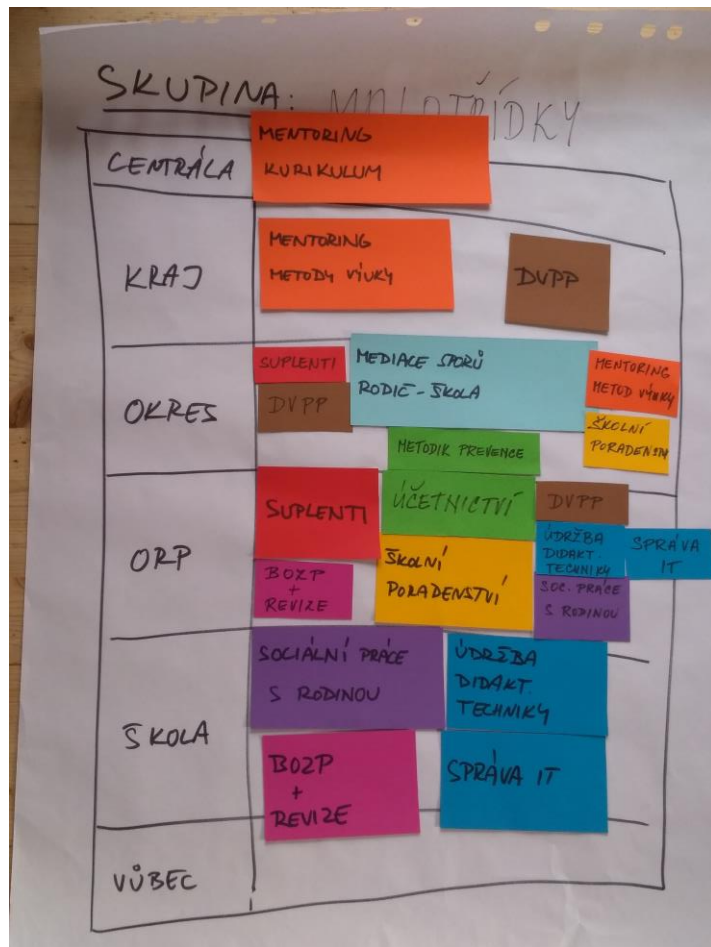 SKUPINA: MALOTŘÍDKY
CENTRÁLA
MENTORING
KURIKULUM
KRAJ
MENTORING
METODY VÝUKY
DVPP
OKRES
SUPLENTI
MEDIACE SPORŮ
RODIČ - ŠKOLA
MENTORING
METOD VÝUKY
DVPP
ŠKOLNÍ
PORADENSTV
METODIK PREVENCE
ORP
SUPLENTI
ÚČETNICTVÍ
DVPP
ÚDRŽBA
DIDAKT.
TECHNIKY
SPRÁVA
IT
BOZP
+
REVIZE
ŠKOLNÍ
PORADENSTVÍ
SOC. PRÁCE
S RODINOU
ŠKOLA
SOCIÁLNÍ PRÁCE
S RODINOU
ÚDRŽBA
DIDAKT.
TECHNIKY
BOZP
+
REVIZE
SPRÁVA IT
VŮBEC